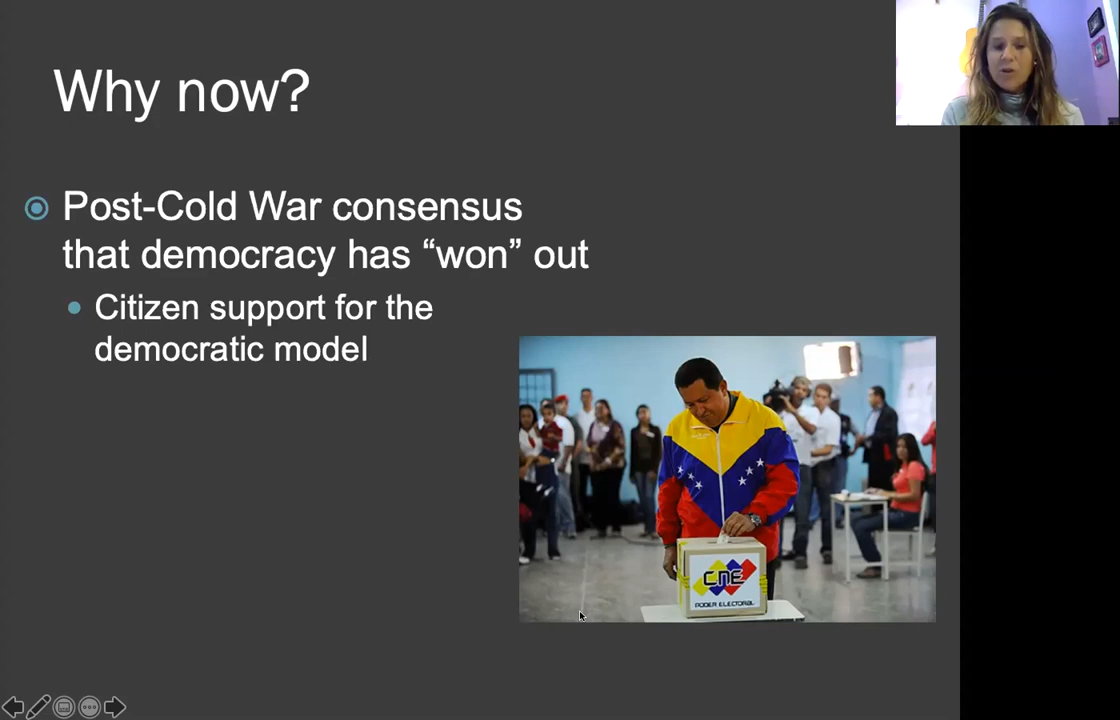 Why now?
Post-Cold War consensus
that democracy has “won” out
Citizen support for the
democratic model
CNE
PODER ELECTORAL